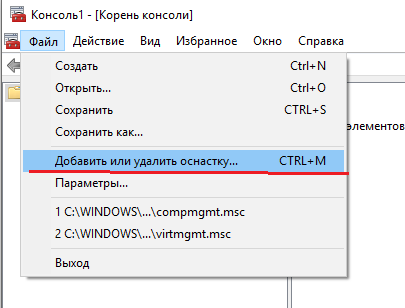 Консоль1 - [Корень консоли]
Файл Действие Вид Избранное Окно Справка
Создать Ctrl+N
Открыть... Ctrl+O
Сохранить CTRL+S
Сохранить как...
элементов
Добавить или удалить оснастку... CTRL+M
Параметры...
1 C:\WINDOWS\...\compmgmt.msc
2 C:\WINDOWS\...\virtmgmt.msc
Выход